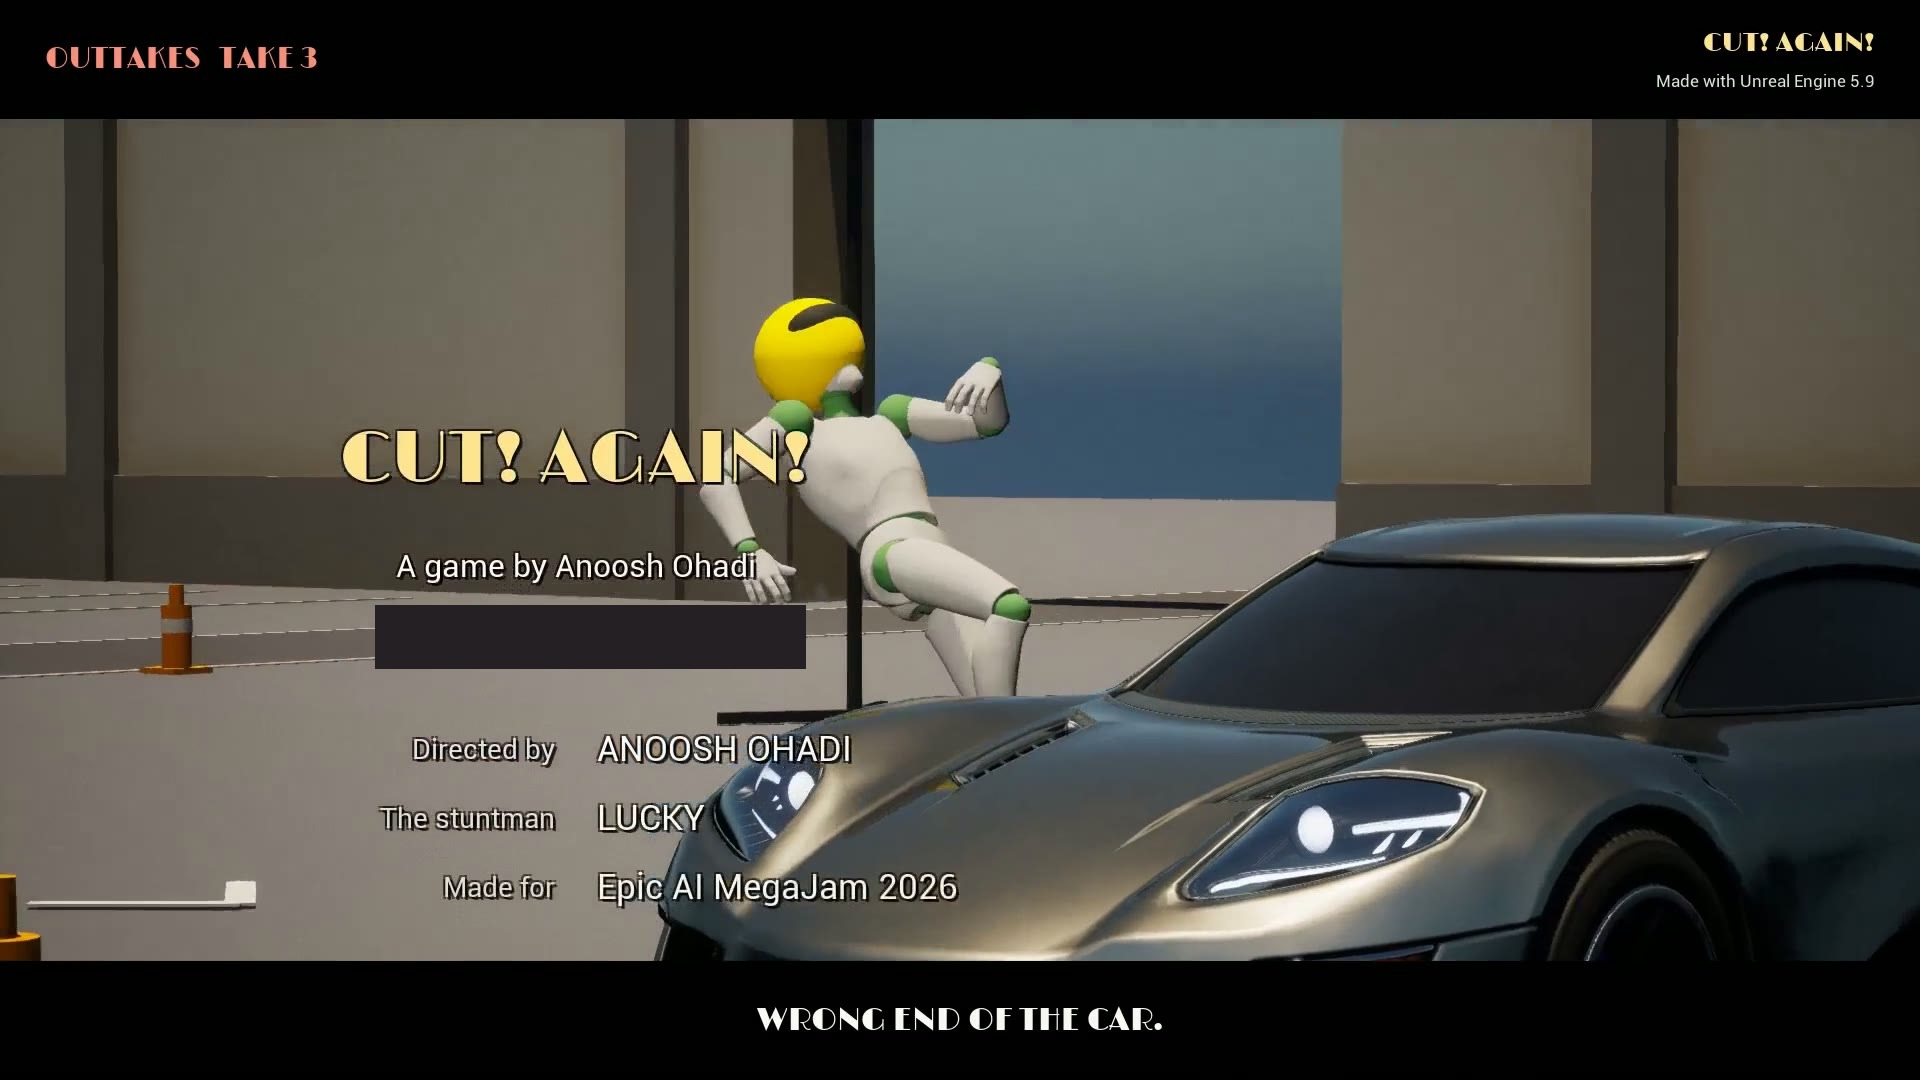 OUTTAKES TAKE 3
CUT! AGAIN!
Made with Unreal Engine 5.9
CUT! AGAIN!
A game by Anoosh Ohadi
Directed by ANOOSH OHADI
The stuntman LUCKY
Made for Epic AI MegaJam 2026
WRONG END OF THE CAR.